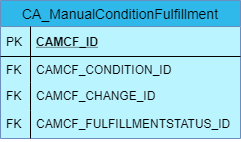 CA_ManualConditionFulfillment
PK CAMCF_ID
FK CAMCF_CONDITION_ID
FK CAMCF_CHANGE_ID
FK CAMCF_FULFILLMENTSTATUS_ID